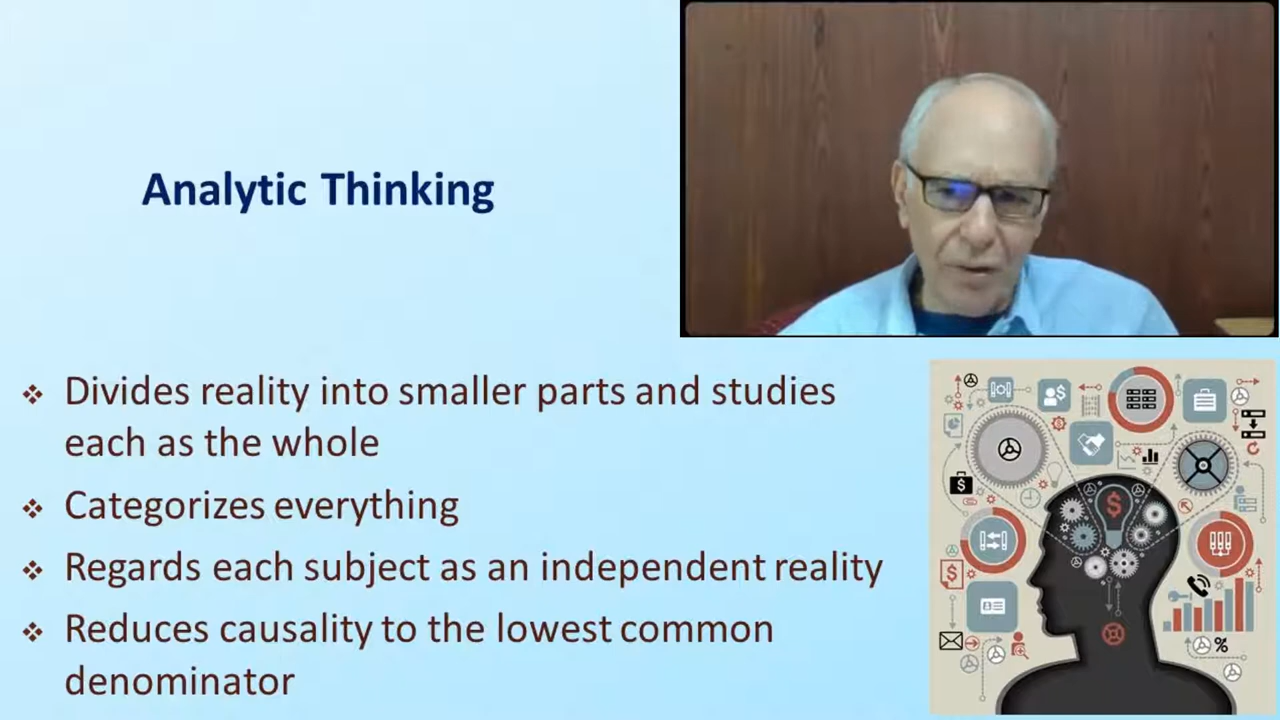 Analytic Thinking
❖ Divides reality into smaller parts and studies
each as the whole
❖ Categorizes everything
❖ Regards each subject as an independent reality
❖ Reduces causality to the lowest common
denominator
$
$
$
$
$
%